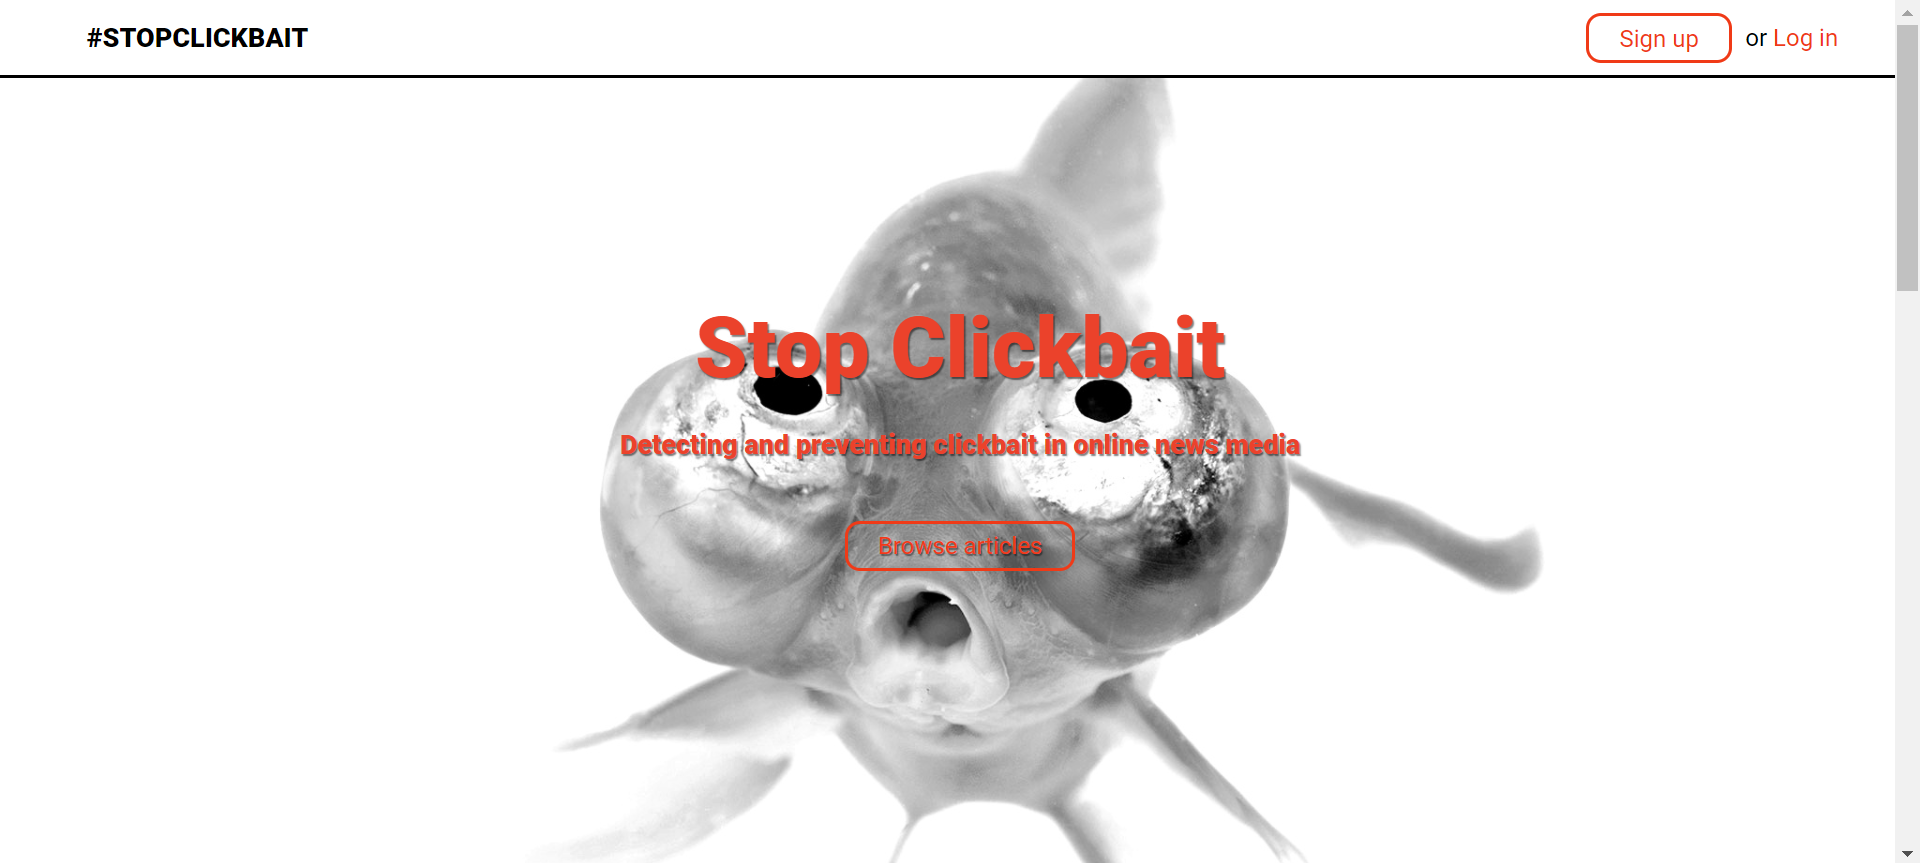 #STOPCLICKBAIT
Sign up or Log in
Stop Clickbait
Detecting and preventing clickbait in online news media
Browse articles